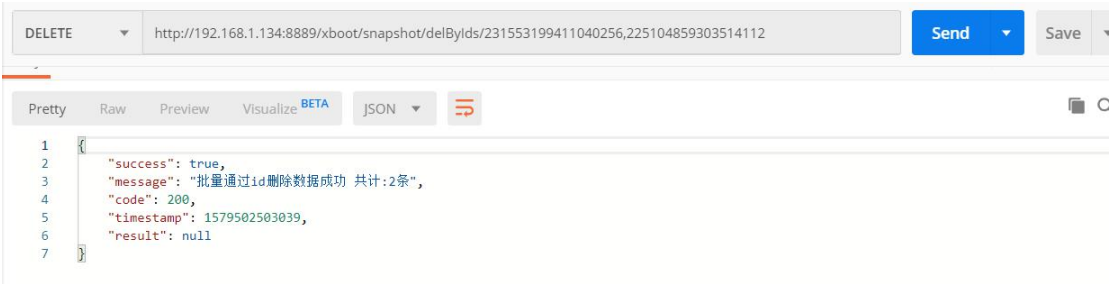 DELETE http://192.168.1.134:8889/xboot/snapshot/delByIds/231553199411040256,225104859303514112 Send Save
Pretty Raw Preview Visualize BETA JSON
1 {
2 "success": true,
3 "message": "批量通过id删除数据成功 共计:2条",
4 "code": 200,
5 "timestamp": 1579502503039,
6 "result": null
7 }